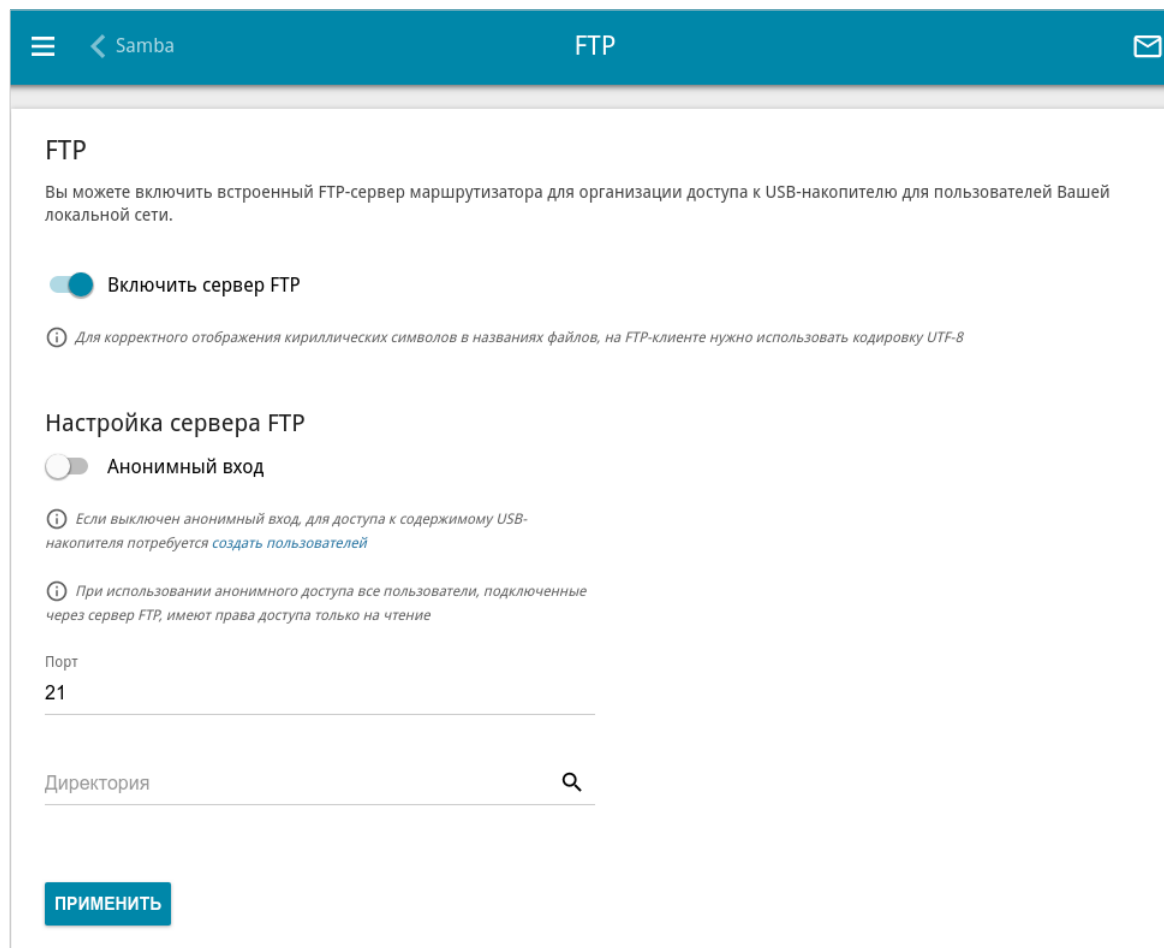 Samba
FTP
FTP
Вы можете включить встроенный FTP-сервер маршрутизатора для организации доступа к USB-накопителю для пользователей Вашей
локальной сети.
Включить сервер FTP
Для корректного отображения кириллических символов в названиях файлов, на FTP-клиенте нужно использовать кодировку UTF-8
Настройка сервера FTP
Анонимный вход
Если выключен анонимный вход, для доступа к содержимому USB-
накопителя потребуется создать пользователей
При использовании анонимного доступа все пользователи, подключенные
через сервер FTP, имеют права доступа только на чтение
Порт
21
Директория
ПРИМЕНИТЬ